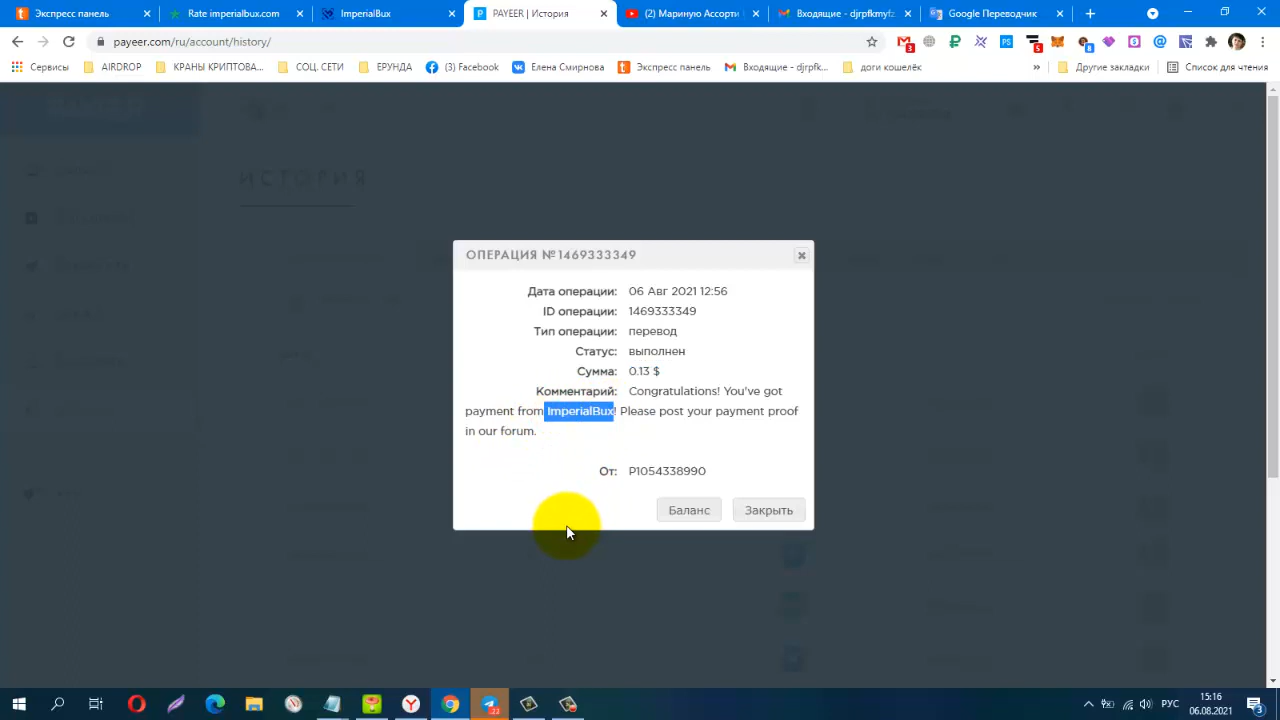 Экспресс панель
Rate imperialbux.com
ImperialBux
PAYEER | История
(2) Мариную Ассорти
Входящие - djrpfkmyfz
Google Переводчик
payeer.com/ru/account/history/
Сервисы
AIRDROP
КРАНЫ КРИПТОВА...
СОЦ. СЕТИ
ЕРУНДА
(3) Facebook
Елена Смирнова
Экспресс панель
Входящие - djrpfk...
доги кошелёк
»
Другие закладки
Список для чтения
ИСТОРИЯ
ОПЕРАЦИЯ №1469333349
Дата операции: 06 Авг 2021 12:56
ID операции: 1469333349
Тип операции: перевод
Статус: выполнен
Сумма: 0.13 $
Комментарий: Congratulations! You've got
payment from ImperialBux! Please post your payment proof
in our forum.
От: P1054338990
Баланс
Закрыть
РУС
15:16
06.08.2021